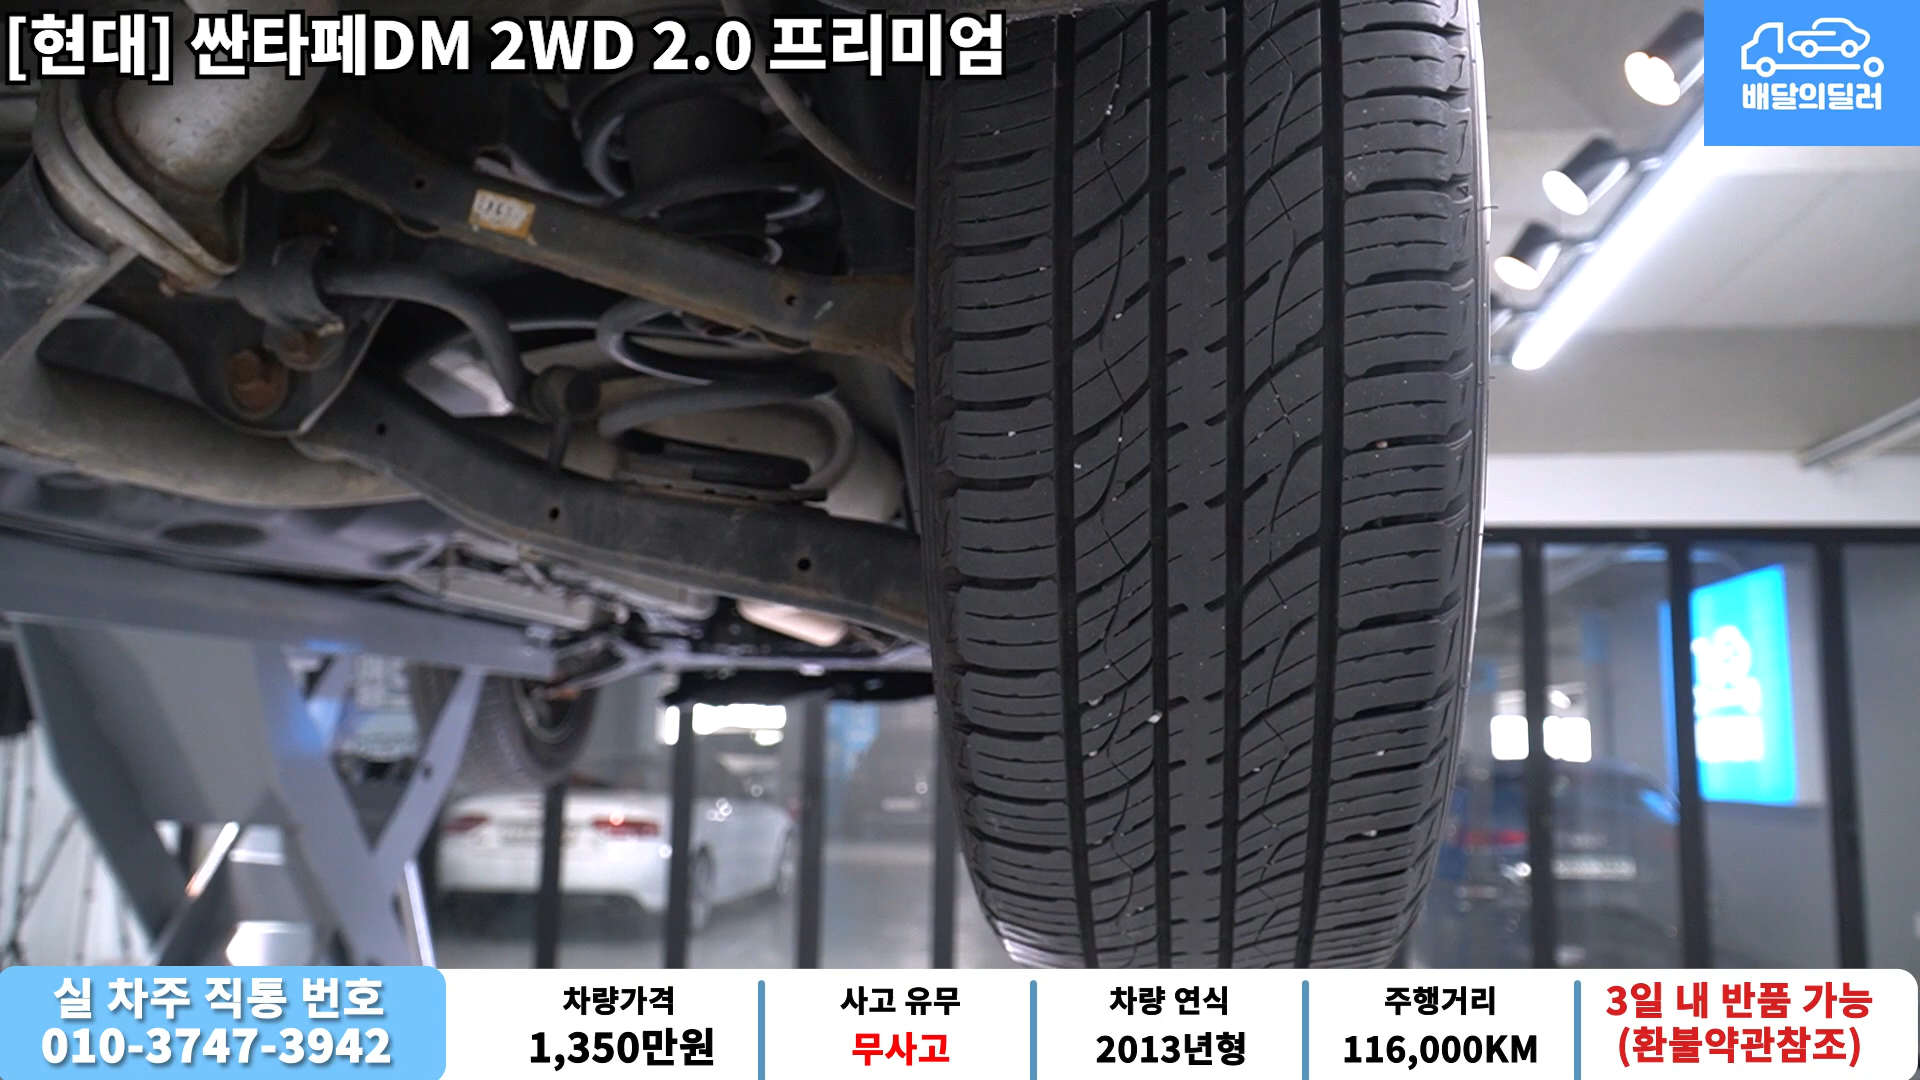 [현대] 싼타페DM 2WD 2.0 프리미엄
배달의딜러
실 차주 직통 번호
010-3747-3942
차량가격
1,350만원
사고 유무
무사고
차량 연식
2013년형
주행거리
116,000KM
3일 내 반품 가능
(환불약관참조)